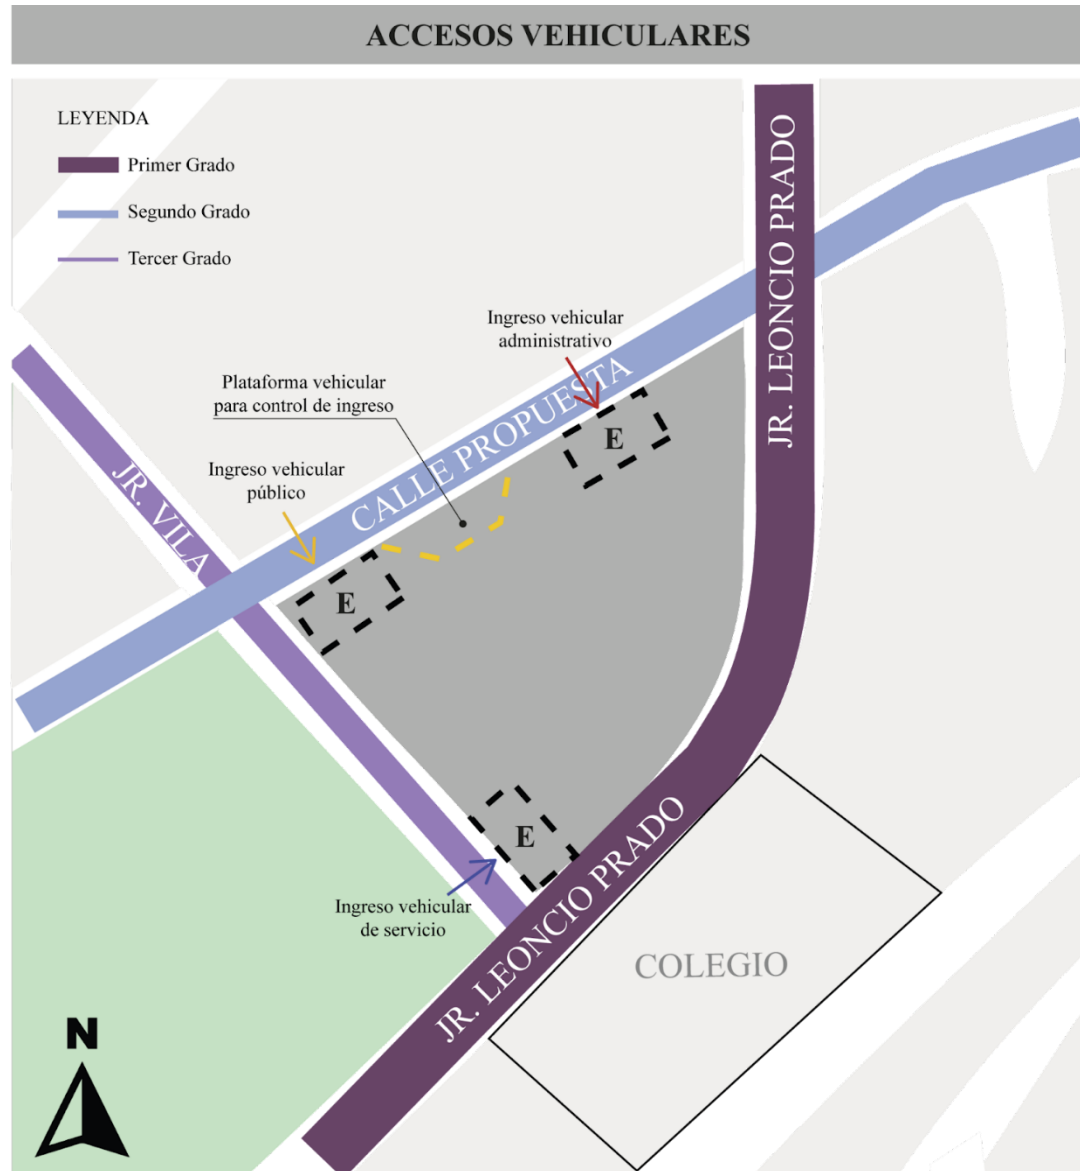 ACCESOS VEHICULARES
LEYENDA
Primer Grado
Segundo Grado
Tercer Grado
JR. LEONCIO PRADO
Ingreso vehicular
administrativo
Plataforma vehicular
para control de ingreso
CALLE PROPUESTA
E
Ingreso vehicular
público
JR. VILA
E
E
Ingreso vehicular
de servicio
JR. LEONCIO PRADO
COLEGIO
N